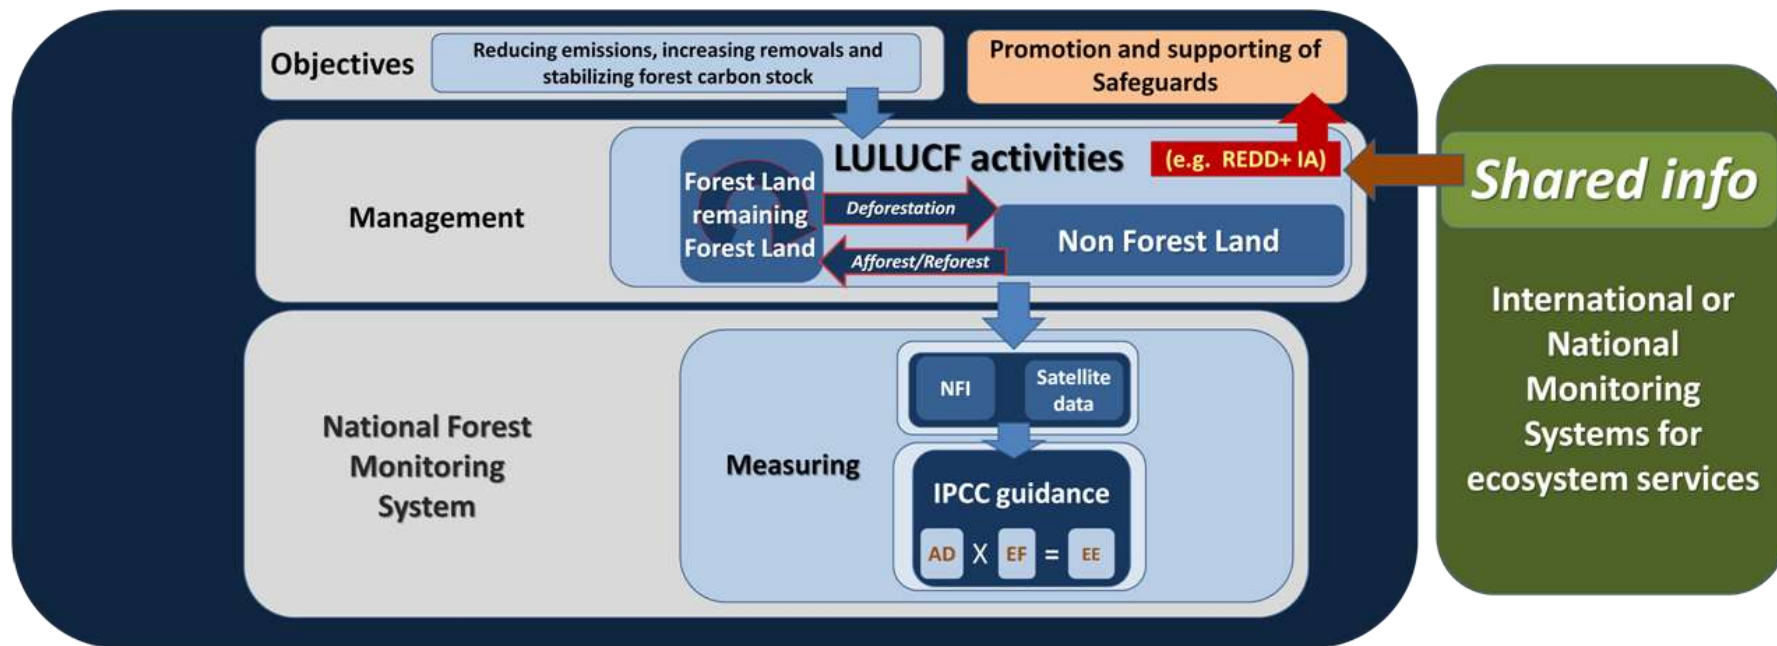 Objectives
Reducing emissions, increasing removals and
stabilizing forest carbon stock
Promotion and supporting of
Safeguards
Management
LULUCF activities
(e.g. REDD+ IA)
Forest Land
remaining
Forest Land
Deforestation
Afforest/Reforest
Non Forest Land
National Forest
Monitoring
System
Measuring
NFI
Satellite
data
IPCC guidance
AD X EF = EE
Shared info
International or
National
Monitoring
Systems for
ecosystem services